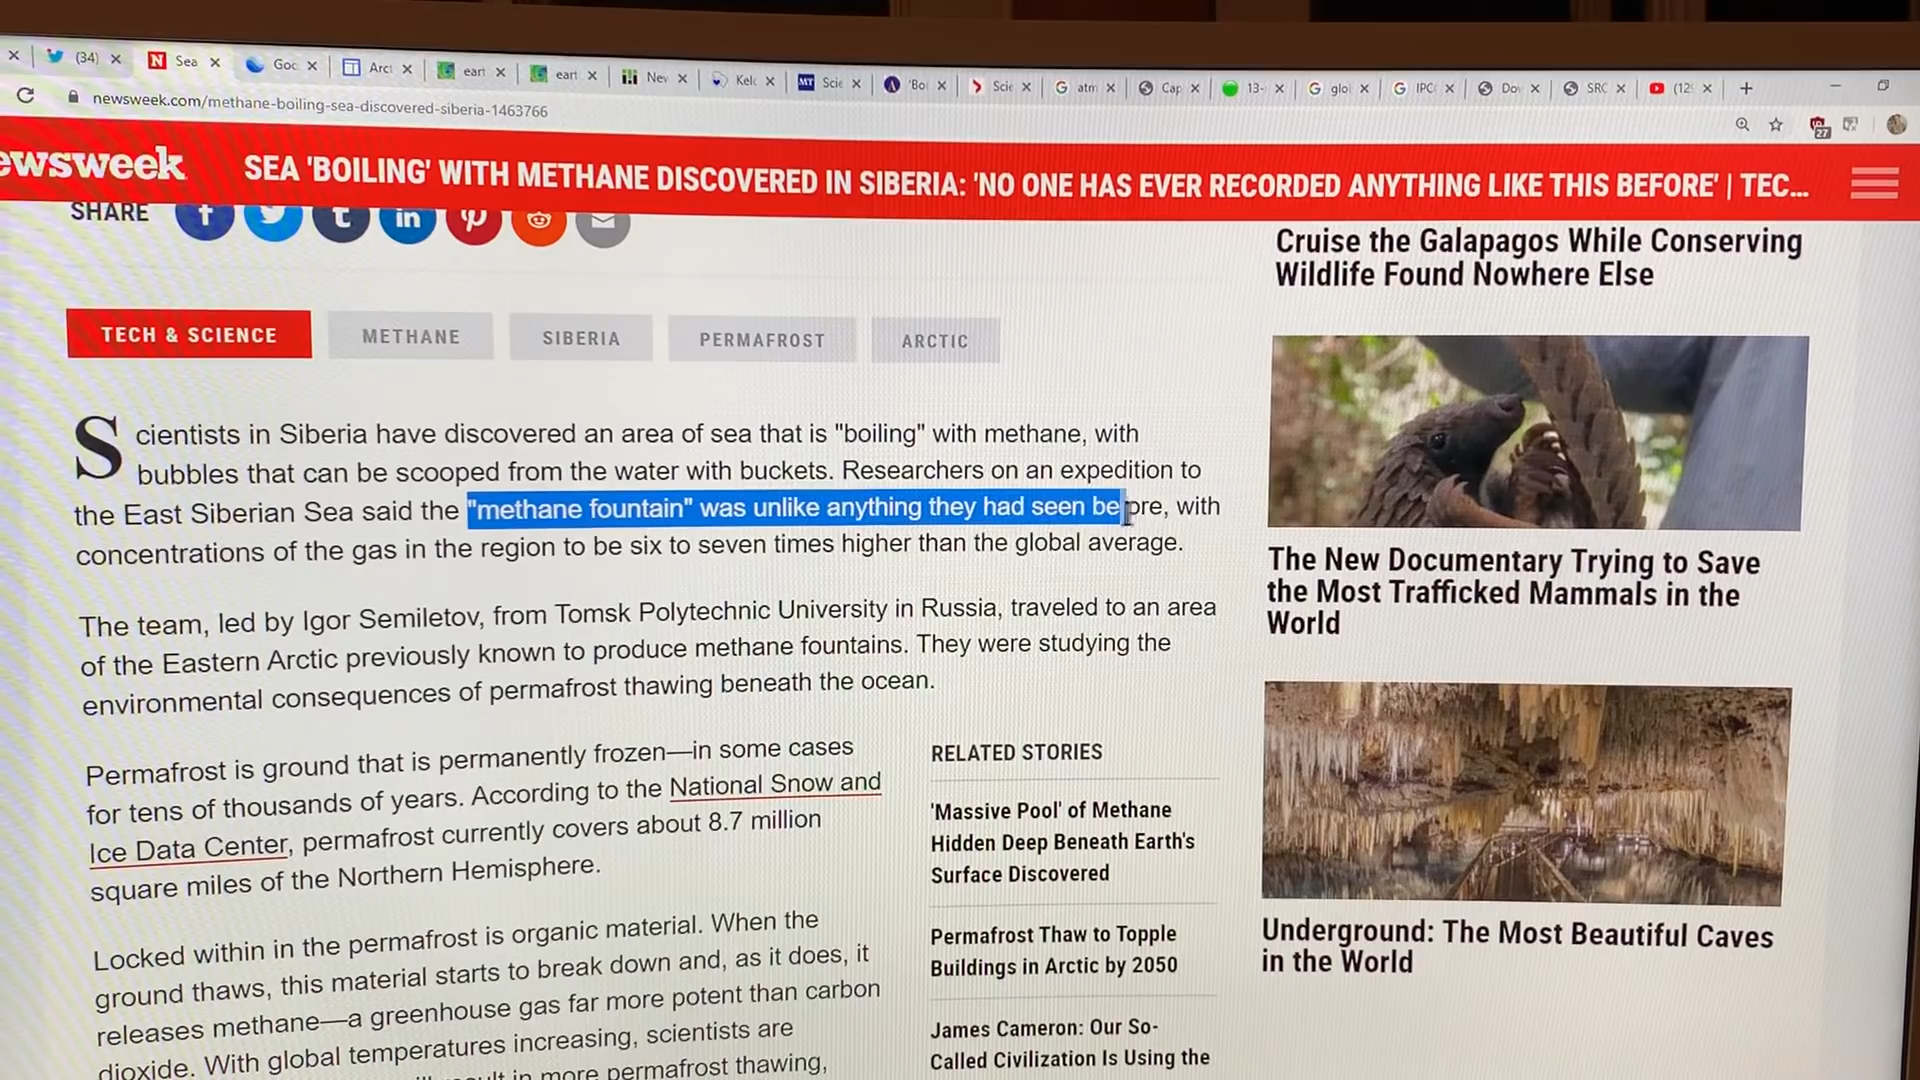 (34)
N
Sea
Goc
Arct
eart
eart
Nev
Kelc
MT
Scie
'Bo
Scie
atm
Cap
13-
glo
IPC
Do
SRC
(12
newsweek.com/methane-boiling-sea-discovered-siberia-1463766
27
ewsweek
SEA 'BOILING' WITH METHANE DISCOVERED IN SIBERIA: 'NO ONE HAS EVER RECORDED ANYTHING LIKE THIS BEFORE' | TEC...
SHARE
TECH & SCIENCE
METHANE
SIBERIA
PERMAFROST
ARCTIC
Scientists in Siberia have discovered an area of sea that is "boiling" with methane, with
bubbles that can be scooped from the water with buckets. Researchers on an expedition to
the East Siberian Sea said the "methane fountain" was unlike anything they had seen before, with
concentrations of the gas in the region to be six to seven times higher than the global average.
The team, led by Igor Semiletov, from Tomsk Polytechnic University in Russia, traveled to an area
of the Eastern Arctic previously known to produce methane fountains. They were studying the
environmental consequences of permafrost thawing beneath the ocean.
Permafrost is ground that is permanently frozen—in some cases
for tens of thousands of years. According to the National Snow and
Ice Data Center, permafrost currently covers about 8.7 million
square miles of the Northern Hemisphere.
Locked within in the permafrost is organic material. When the
ground thaws, this material starts to break down and, as it does, it
releases methane—a greenhouse gas far more potent than carbon
dioxide. With global temperatures increasing, scientists are
in more permafrost thawing,
RELATED STORIES
'Massive Pool' of Methane
Hidden Deep Beneath Earth's
Surface Discovered
Permafrost Thaw to Topple
Buildings in Arctic by 2050
James Cameron: Our So-
Called Civilization Is Using the
Cruise the Galapagos While Conserving
Wildlife Found Nowhere Else
The New Documentary Trying to Save
the Most Trafficked Mammals in the
World
Underground: The Most Beautiful Caves
in the World